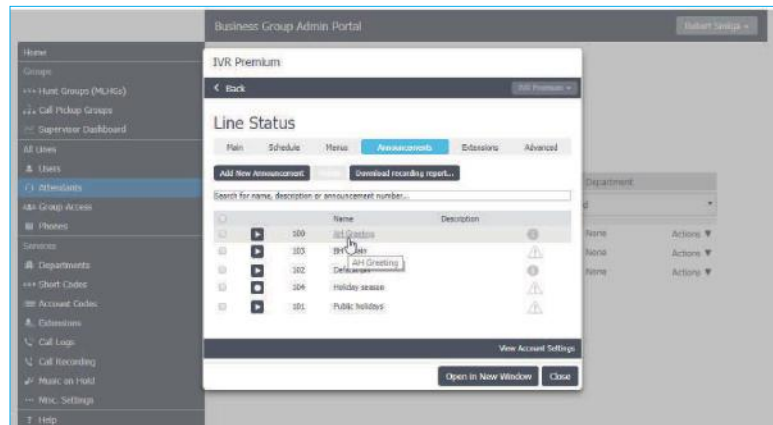 Business Group Admin Portal
Home
Groups
Hunt Groups (MLHGs)
Call Pickup Groups
Supervisor Dashboard
All Lines
Users
Attendants
Group Access
Phones
Services
Departments
Short Codes
Account Codes
Extensions
Call Logs
Call Recording
Music on Hold
Misc. Settings
Help
IVR Premium
Back
IVR Premium
Line Status
Main Schedule Menus Announcements Extensions Advanced
Add New Announcement Download recording report...
Search for name, description or announcement number...
Name Description
100 AH Greeting
103
AH Greeting
102
104 Holiday season
101 Public holidays
View Account Settings
Open in New Window Close
Department
None Actions
None Actions
None Actions